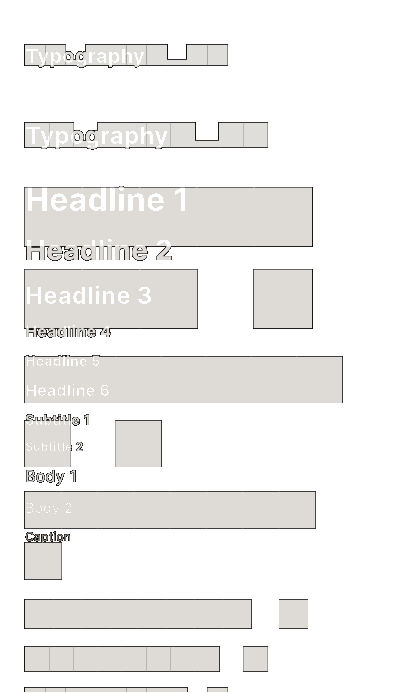 Typography
Typography
Headline 1
Headline 2
Headline 3
Headline 4
Headline 5
Headline 6
Subtitle 1
Subtitle 2
Body 1
Body 2
Caption